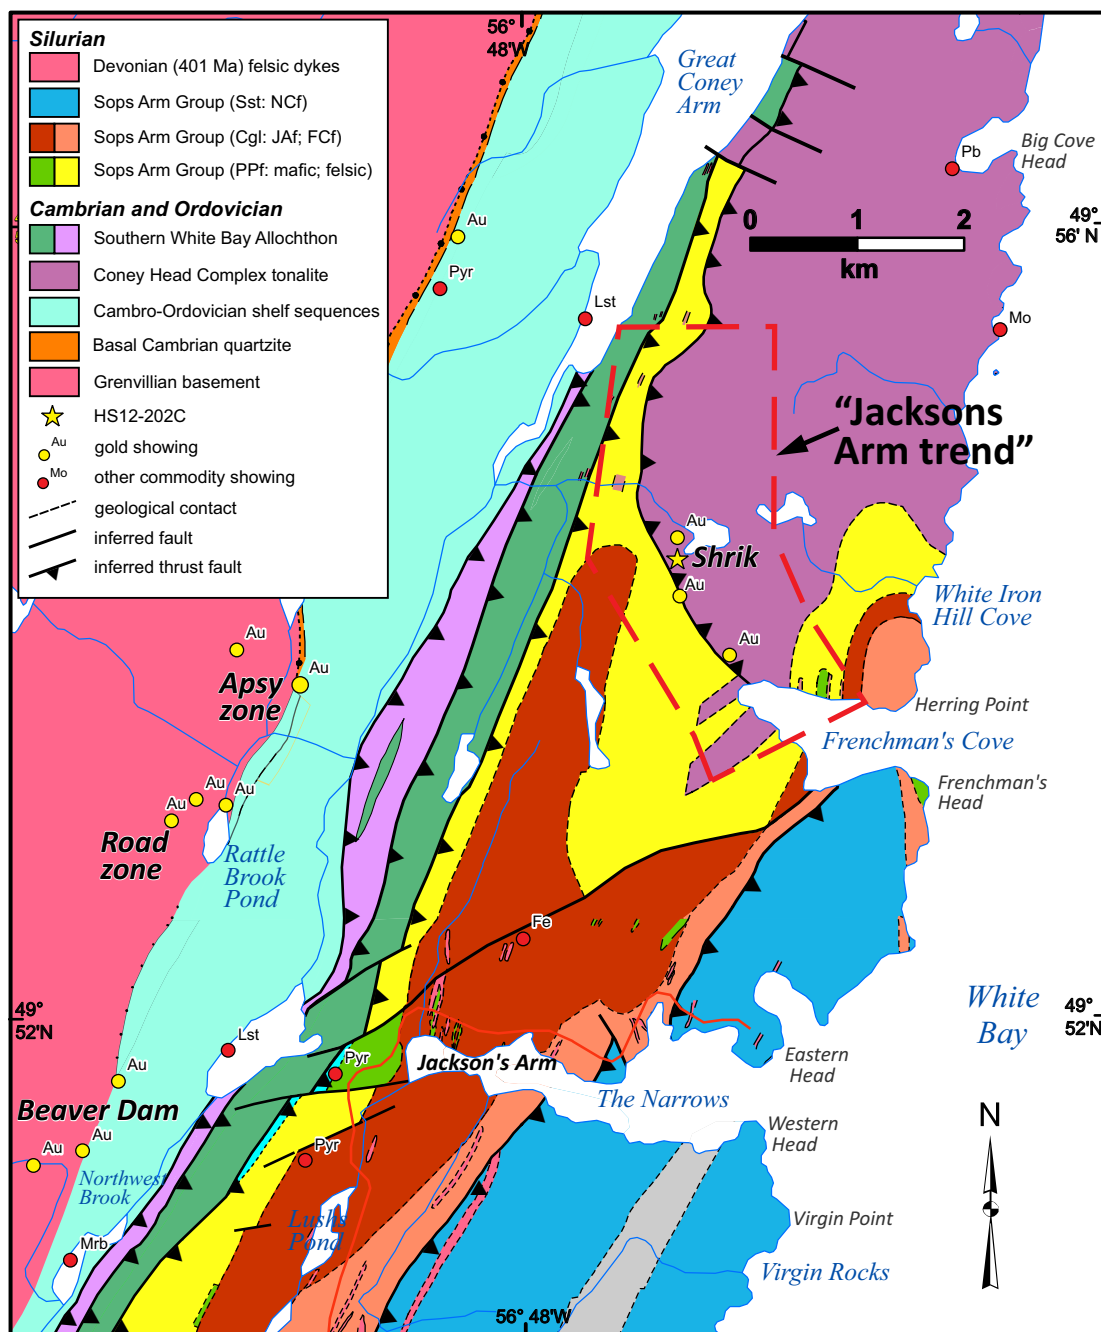 Silurian
Devonian (401 Ma) felsic dykes
Sops Arm Group (Sst: NCf)
Sops Arm Group (Cgl: JAf; FCf)
Sops Arm Group (PPf: mafic; felsic)
Cambrian and Ordovician
Southern White Bay Allochthon
Coney Head Complex tonalite
Cambro-Ordovician shelf sequences
Basal Cambrian quartzite
Grenvillian basement
HS12-202C
Au
gold showing
Mo
other commodity showing
geological contact
inferred fault
inferred thrust fault
56°
48'W
Great
Coney
Arm
Pb
Big Cove
Head
0
1
2
km
49°
56' N
Au
Pyr
Lst
Mo
"Jacksons
Arm trend"
Au
Shrik
Au
White Iron
Hill Cove
Au
Au
Au
Apsy
zone
Herring Point
Frenchman's Cove
Frenchman's
Head
Au
Au
Au
Road
zone
Rattle
Brook
Pond
Fe
49°
52'N
White
Bay
49°
52'N
Lst
Pyr
Jackson's Arm
Eastern
Head
Au
The Narrows
Beaver Dam
Western
Head
N
Au
Au
Pyr
Northwest
Brook
Lushs
Pond
Virgin Point
Mrb
Virgin Rocks
56° 48'W